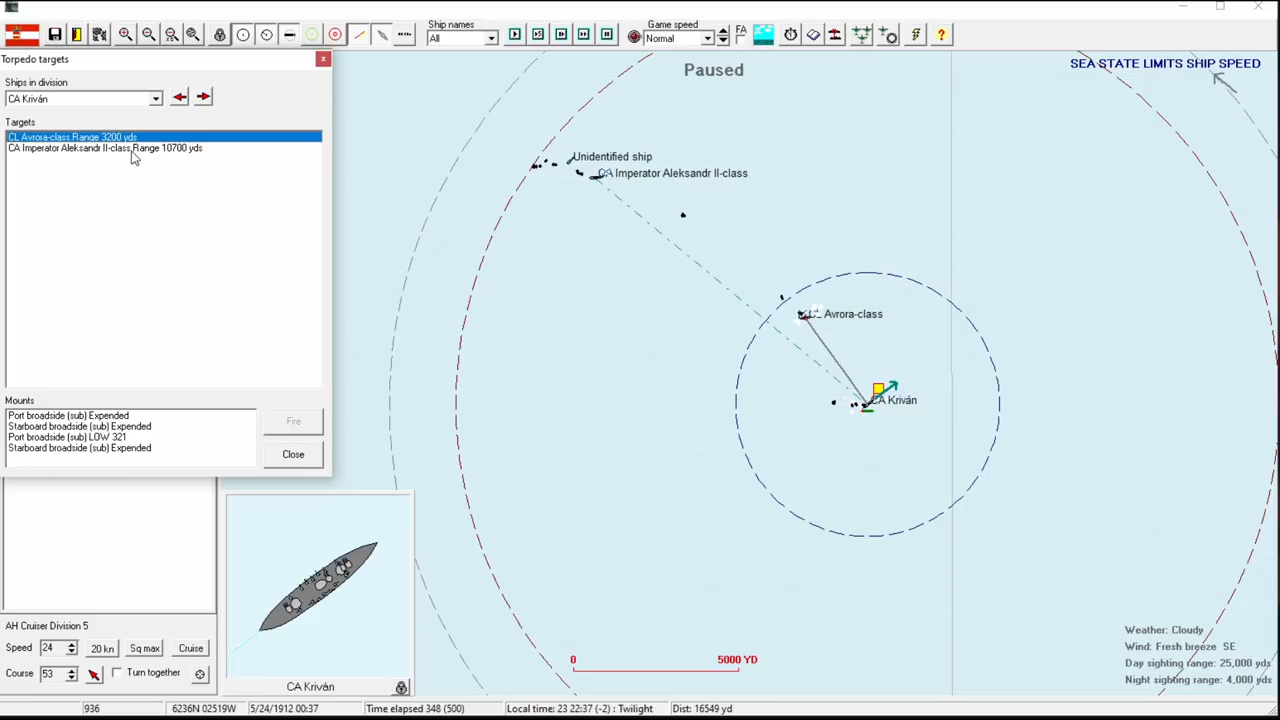 Ship names
Game speed
FA
All
Normal
Torpedo targets
Paused
SEA STATE LIMITS SHIP SPEED
Ships in division
CA Kriván
Targets
CL Avrora-class,Range 3200 yds
CA Imperator Aleksandr II-class,Range 10700 yds
Unidentified ship
CA Imperator Aleksandr II-class
CL Avrora-class
CA Kriván
Mounts
Port broadside (sub) Expended
Starboard broadside (sub) Expended
Port broadside (sub) LOW 321
Starboard broadside (sub) Expended
Fire
Close
AH Cruiser Division 5
Speed 24 20 kn Sq max Cruise
Course 53 Turn together
CA Kriván
0 5000 YD
Weather: Cloudy
Wind: Fresh breeze SE
Day sighting range: 25,000 yds
Night sighting range: 4,000 yds
936 6236N 02519W 5/24/1912 00:37 Time elapsed 348 (500) Local time: 23 22:37 (-2) : Twilight Dist: 16549 yd